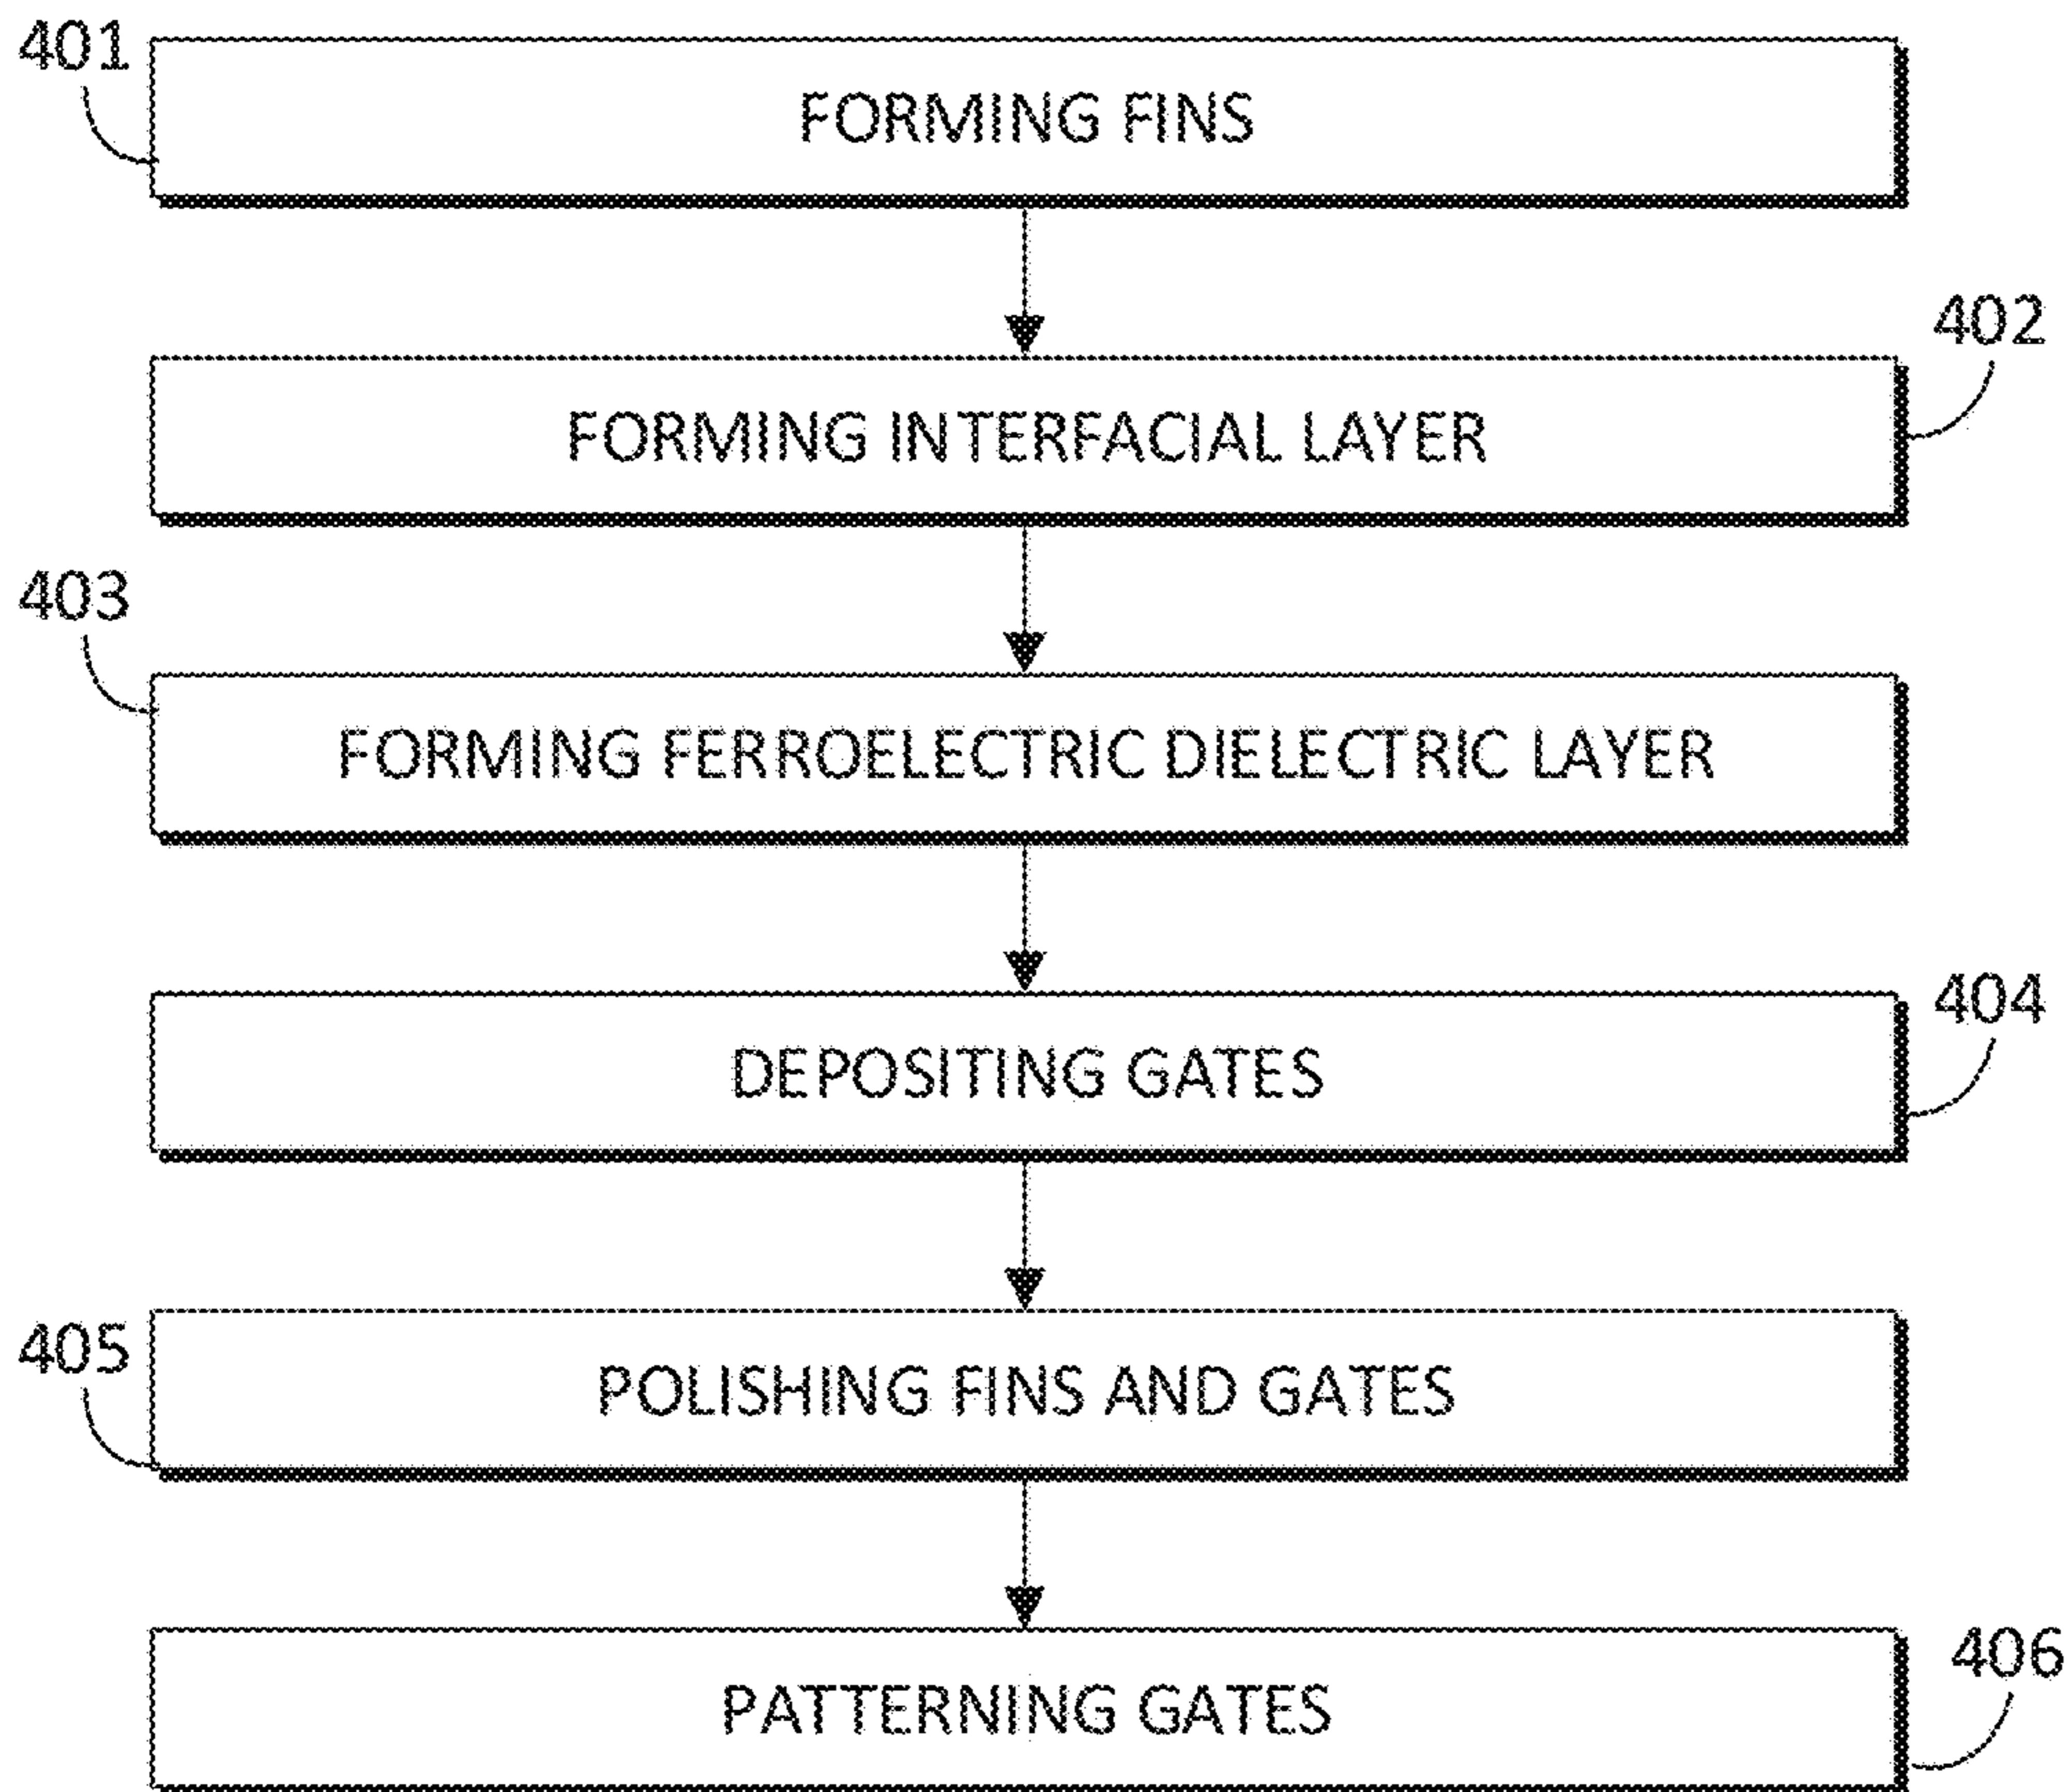 401
FORMING FINS
402
FORMING INTERFACIAL LAYER
403
FORMING FERROELECTRIC DIELECTRIC LAYER
404
DEPOSITING GATES
405
POLISHING FINS AND GATES
406
PATTERNING GATES